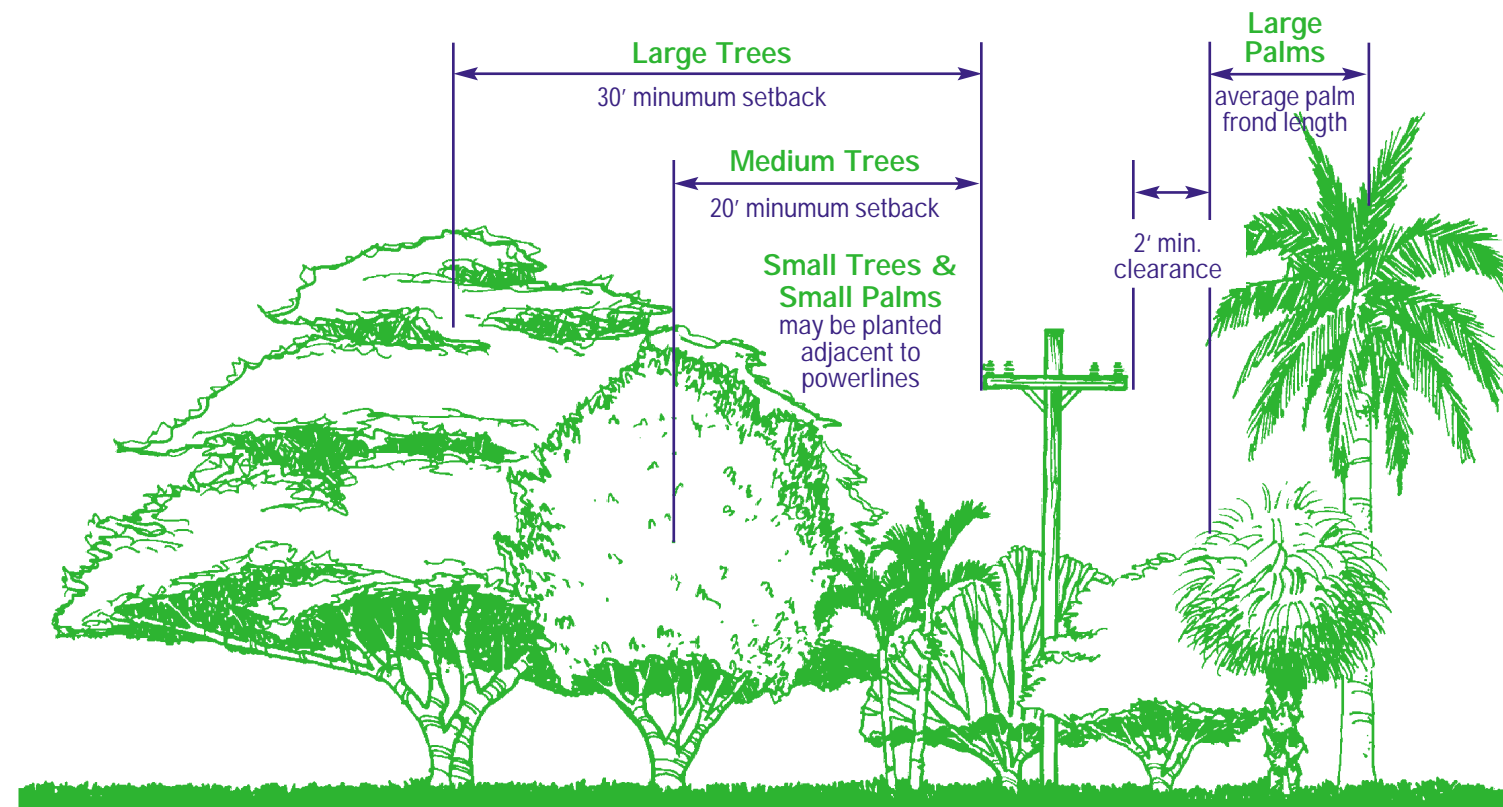 Large Trees
30' minumum setback
Medium Trees
20' minumum setback
Small Trees &
Small Palms
may be planted
adjacent to
powerlines
2' min.
clearance
Large
Palms
average palm
frond length